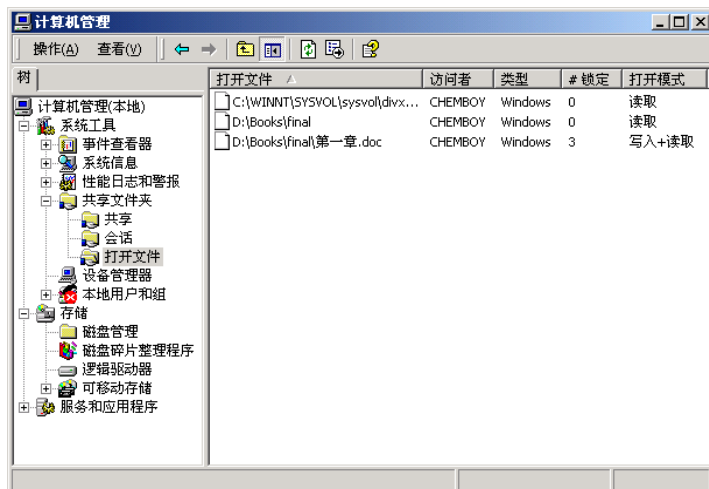 计算机管理
操作(A) 查看(V)
树
打开文件 访问者 类型 # 锁定 打开模式
计算机管理(本地)
系统工具
事件查看器
系统信息
性能日志和警报
共享文件夹
共享
会话
打开文件
设备管理器
本地用户和组
存储
磁盘管理
磁盘碎片整理程序
逻辑驱动器
可移动存储
服务和应用程序
C:\WINNT\SYSVOL\sysvol\divx... CHEMBOY Windows 0 读取
D:\Books\final CHEMBOY Windows 0 读取
D:\Books\final\第一章.doc CHEMBOY Windows 3 写入+读取